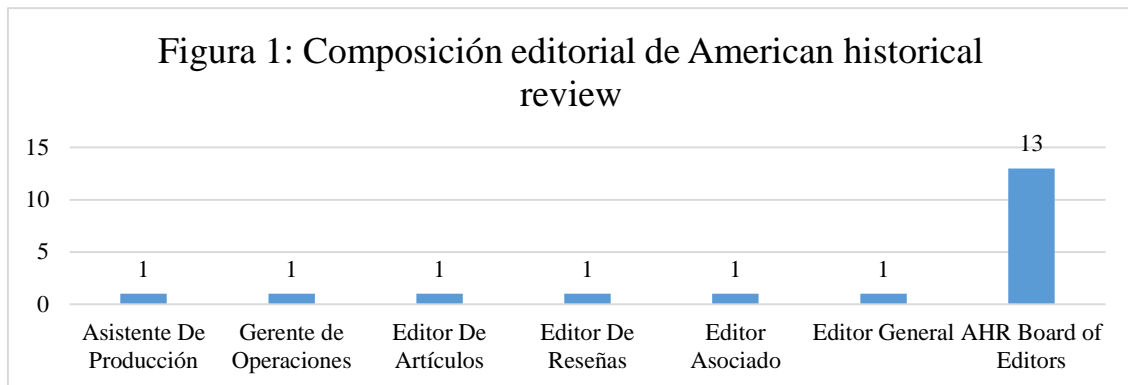 Figura 1: Composición editorial de American historical
review
15
10
5
0
1
1
1
1
1
1
13
Asistente De
Producción
Gerente de
Operaciones
Editor De
Artículos
Editor De
Reseñas
Editor
Asociado
Editor General
AHR Board of
Editors